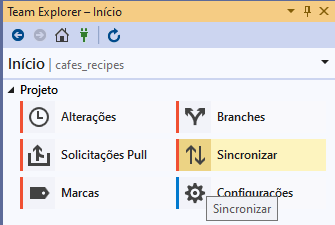 Team Explorer – Início
Início | cafes_recipes
Projeto
Alterações
Branches
Solicitações Pull
Sincronizar
Marcas
Configurações
Sincronizar